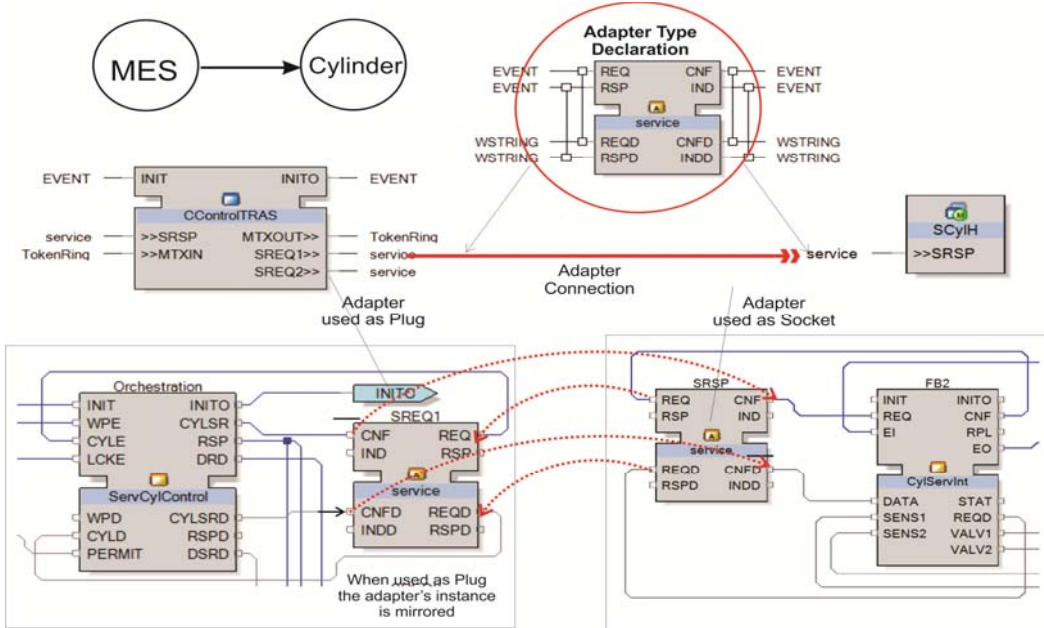 MES
Cylinder
Adapter Type
Declaration
EVENT REQ CNF EVENT
EVENT RSP IND EVENT
service
WSTRING REQD CNFD WSTRING
WSTRING RSPD INDD WSTRING
EVENT INIT INITO EVENT
CControlTRAS
service >>SRSP MTXOUT>> TokenRing
TokenRing >>MTXIN SREQ1>> service
SREQ2>> service
service
SCylH
>>SRSP
Adapter
Connection
Adapter
used as Plug
Adapter
used as Socket
Orchestration
INIT INITO
WPE CYLSR
CYLE RSP
LCKE DRD
ServCylControl
WPD CYLSRD
CYLD RSPD
PERMIT DSRD
INITO
SREQ1
CNF REQ
IND RSP
service
CNFD REQD
INDD RSPD
When used as Plug
the adapter's instance
is mirrored
SRSP
REQ CNF
RSP IND
service
REQD CNFD
RSPD INDD
FB2
INIT INITO
REQ CNF
EI RPL
EO
CylServInt
DATA STAT
SENS1 REQD
SENS2 VALV1
VALV2